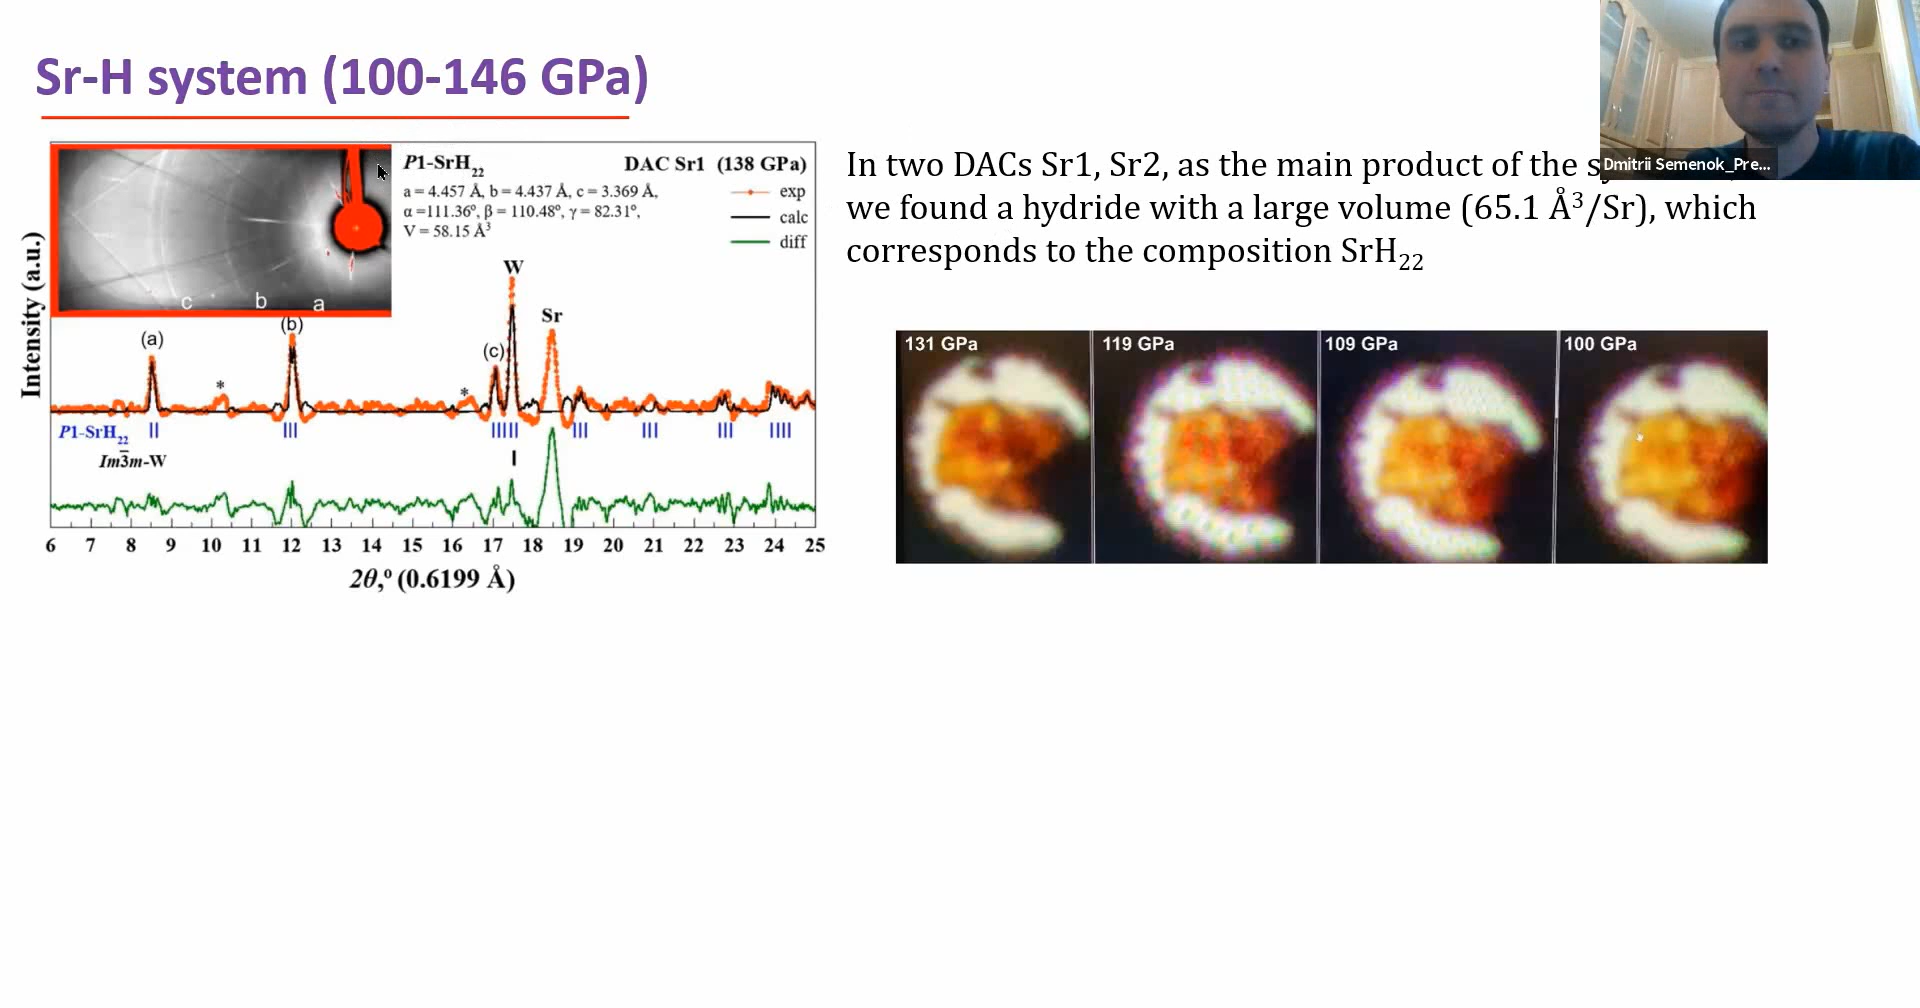 Sr-H system (100-146 GPa)
Dmitrii Semenok_Pre...
In two DACs Sr1, Sr2, as the main product of the
we found a hydride with a large volume (65.1 Å³/Sr), which
corresponds to the composition SrH₂₂
P1-SrH₂₂
DAC Sr1 (138 GPa)
a = 4.457 Å, b = 4.437 Å, c = 3.369 Å,
α =111.36º, β = 110.48º, γ = 82.31º,
V = 58.15 Å³
exp
calc
diff
c b a
W
Sr
(a)
(b)
(c)
*
*
P1-SrH₂₂
Im3̅m-W
Intensity (a.u.)
6 7 8 9 10 11 12 13 14 15 16 17 18 19 20 21 22 23 24 25
2θ,º (0.6199 Å)
131 GPa
119 GPa
109 GPa
100 GPa